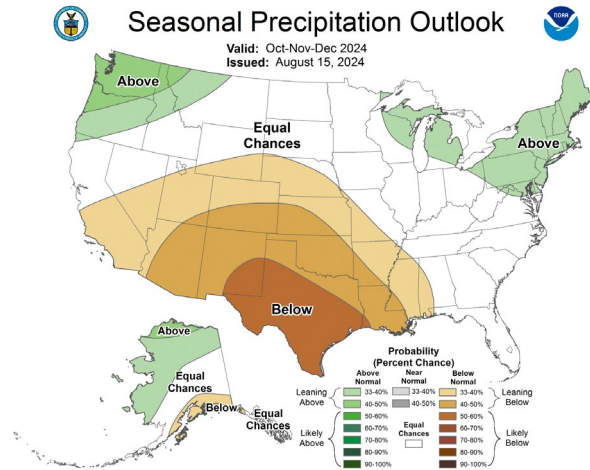 Seasonal Precipitation Outlook
Valid: Oct-Nov-Dec 2024
Issued: August 15, 2024
NOAA
Above
Equal
Chances
Above
Below
Above
Equal
Chances
Below
Equal
Chances
Probability
(Percent Chance)
Above
Normal
Near
Normal
Below
Normal
Leaning
Above
33-40% 33-40% 33-40%
40-50% 40-50% 40-50%
Leaning
Below
Likely
Above
50-60% 50-60%
60-70% 60-70%
70-80% 70-80%
80-90% 80-90%
90-100% 90-100%
Equal
Chances
Likely
Below